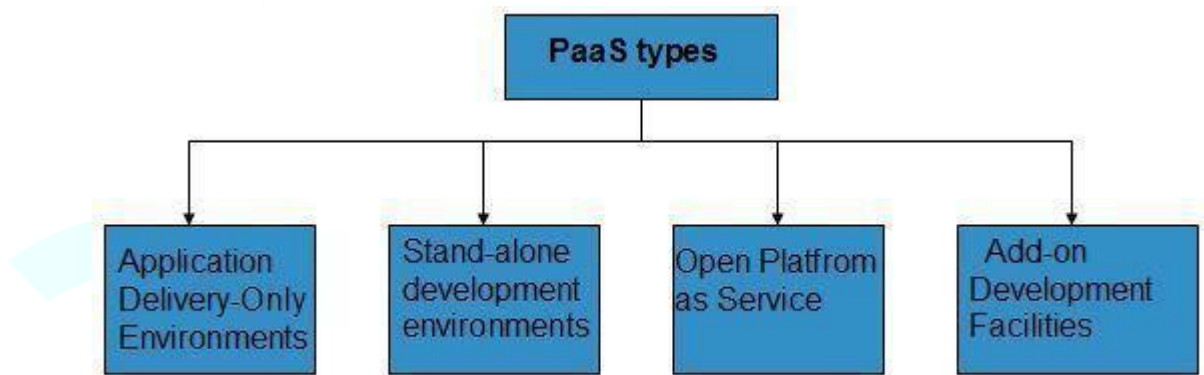 PaaS types
Application
Delivery-Only
Environments
Stand-alone
development
environments
Open Platfrom
as Service
Add-on
Development
Facilities